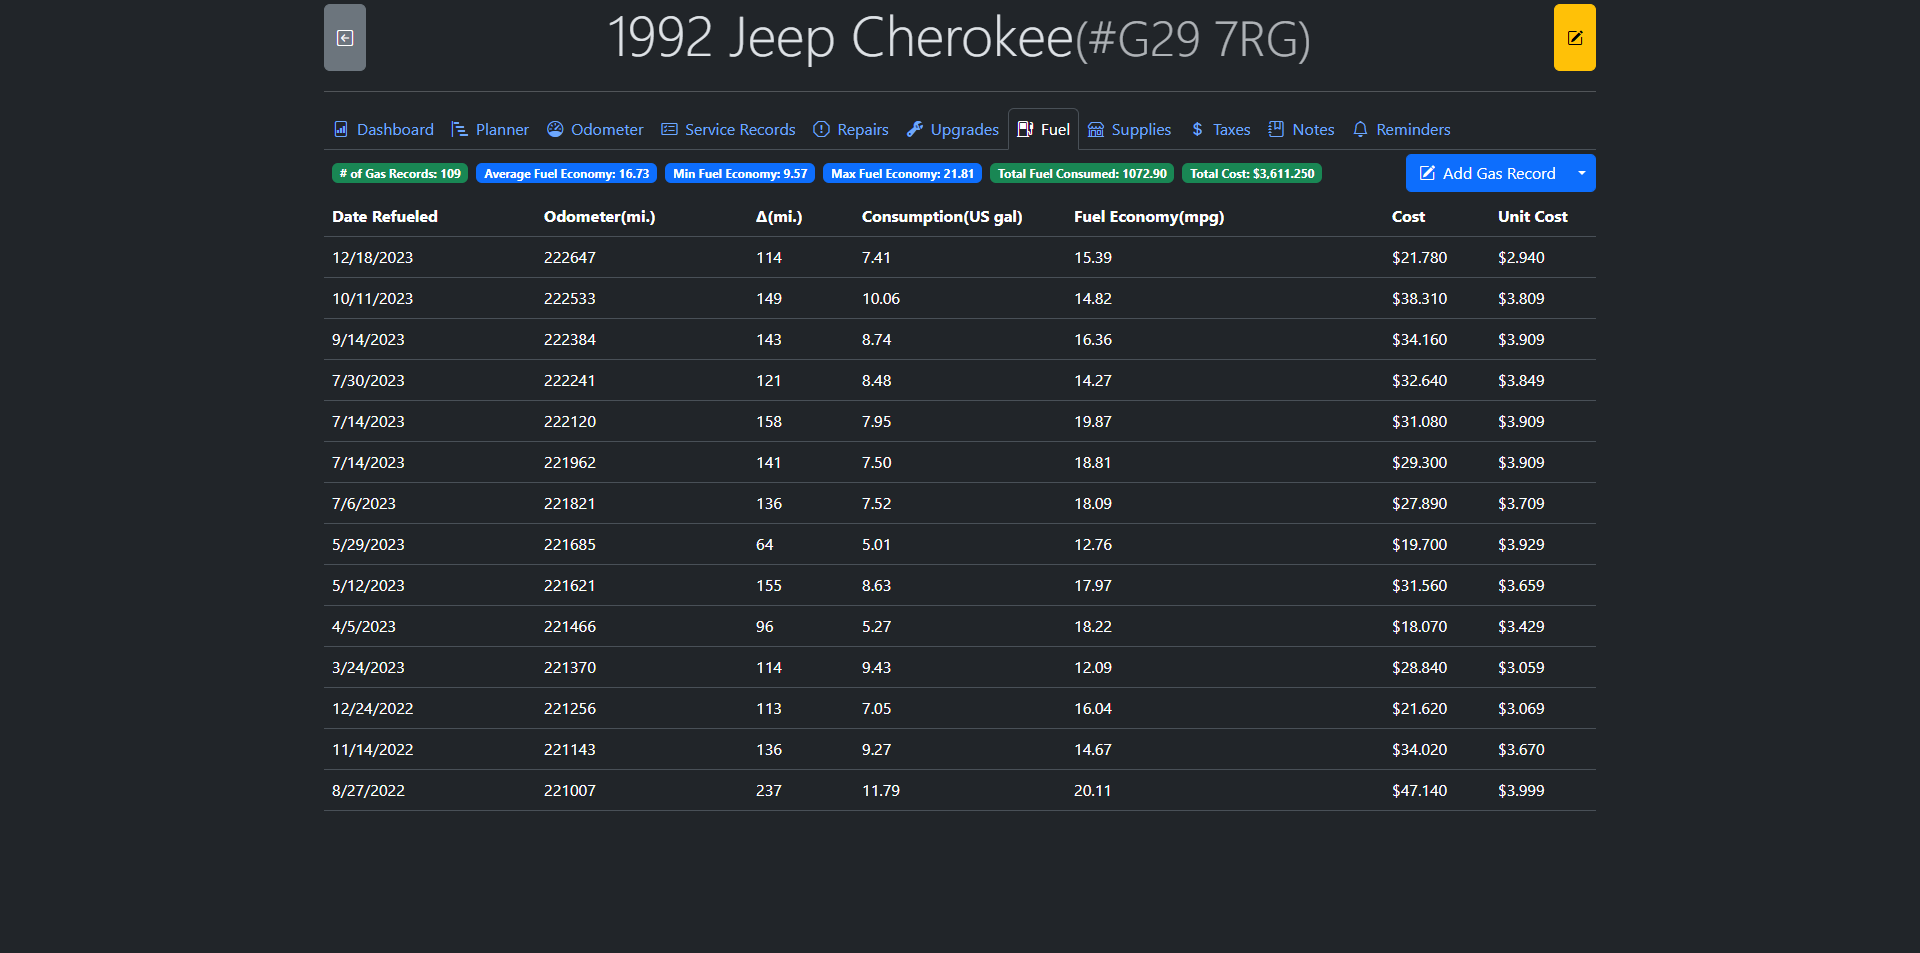 1992 Jeep Cherokee(#G29 7RG)
Dashboard Planner Odometer Service Records Repairs Upgrades Fuel Supplies Taxes Notes Reminders
# of Gas Records: 109 Average Fuel Economy: 16.73 Min Fuel Economy: 9.57 Max Fuel Economy: 21.81 Total Fuel Consumed: 1072.90 Total Cost: $3,611.250 Add Gas Record
Date Refueled Odometer(mi.) Δ(mi.) Consumption(US gal) Fuel Economy(mpg) Cost Unit Cost
12/18/2023 222647 114 7.41 15.39 $21.780 $2.940
10/11/2023 222533 149 10.06 14.82 $38.310 $3.809
9/14/2023 222384 143 8.74 16.36 $34.160 $3.909
7/30/2023 222241 121 8.48 14.27 $32.640 $3.849
7/14/2023 222120 158 7.95 19.87 $31.080 $3.909
7/14/2023 221962 141 7.50 18.81 $29.300 $3.909
7/6/2023 221821 136 7.52 18.09 $27.890 $3.709
5/29/2023 221685 64 5.01 12.76 $19.700 $3.929
5/12/2023 221621 155 8.63 17.97 $31.560 $3.659
4/5/2023 221466 96 5.27 18.22 $18.070 $3.429
3/24/2023 221370 114 9.43 12.09 $28.840 $3.059
12/24/2022 221256 113 7.05 16.04 $21.620 $3.069
11/14/2022 221143 136 9.27 14.67 $34.020 $3.670
8/27/2022 221007 237 11.79 20.11 $47.140 $3.999